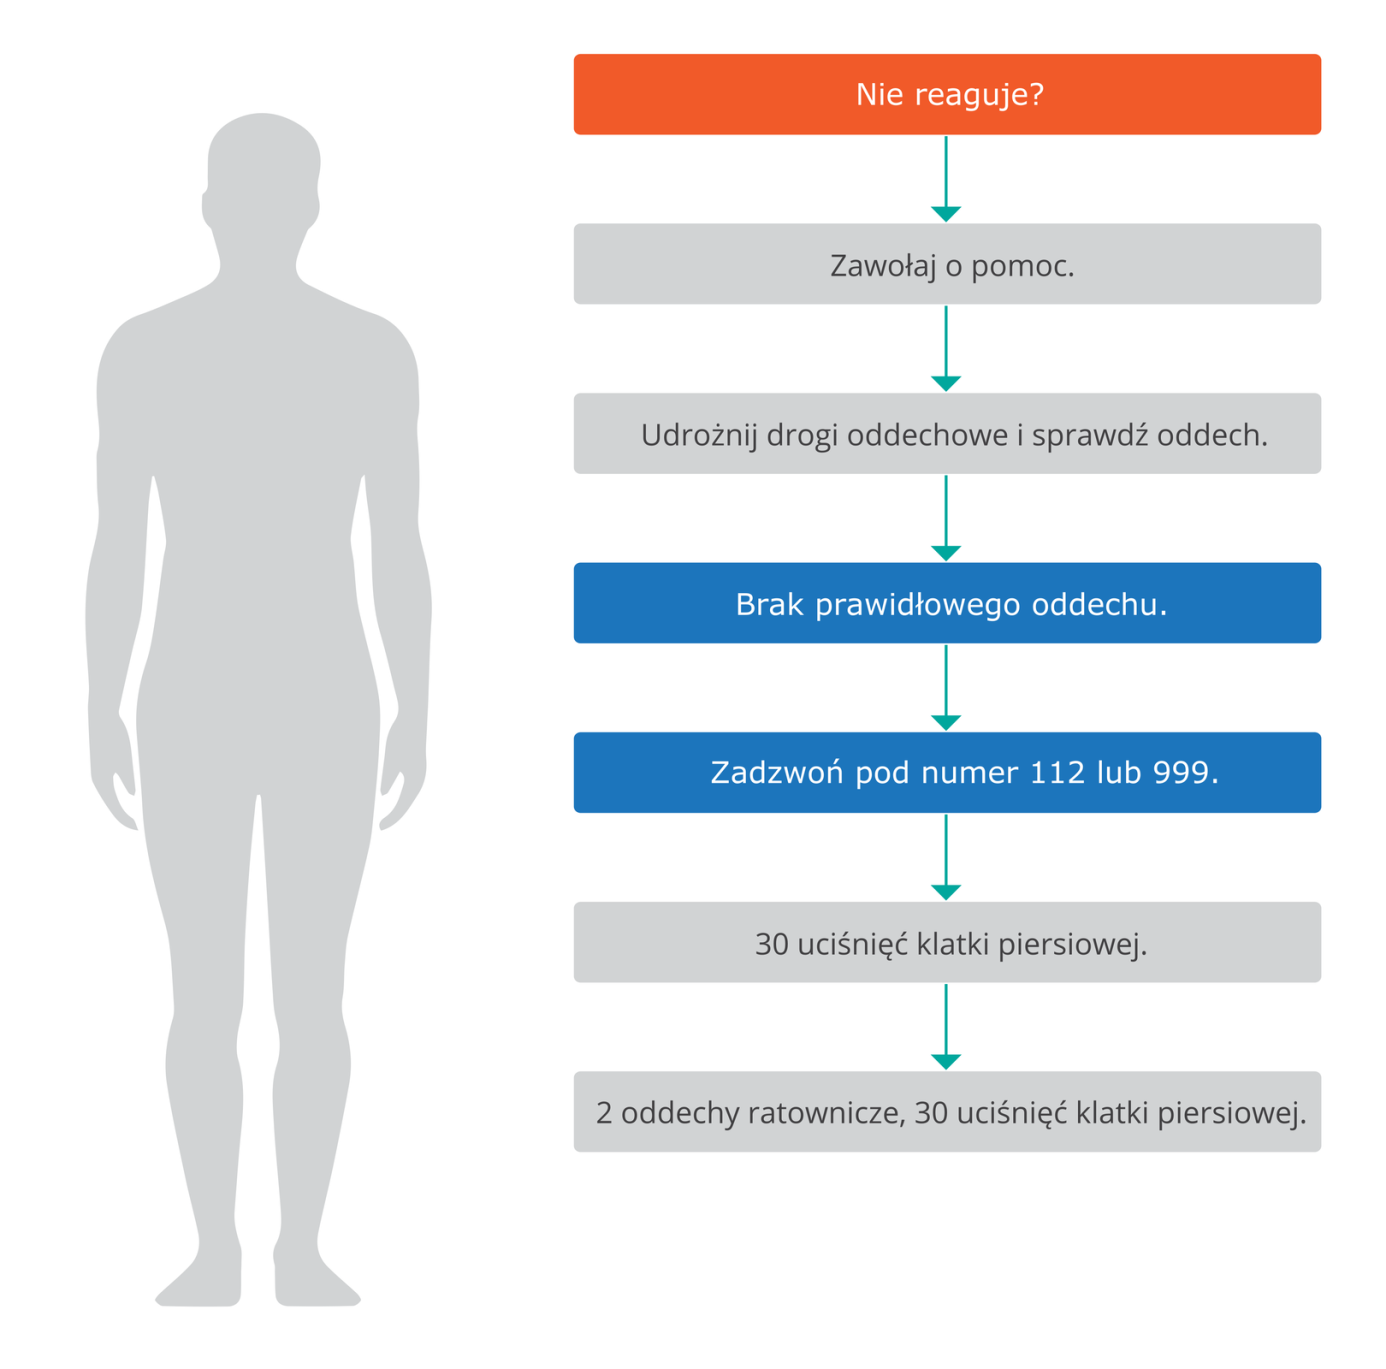 Nie reaguje?
Zawołaj o pomoc.
Udrożnij drogi oddechowe i sprawdź oddech.
Brak prawidłowego oddechu.
Zadzwoń pod numer 112 lub 999.
30 uciśnięć klatki piersiowej.
2 oddechy ratownicze, 30 uciśnięć klatki piersiowej.